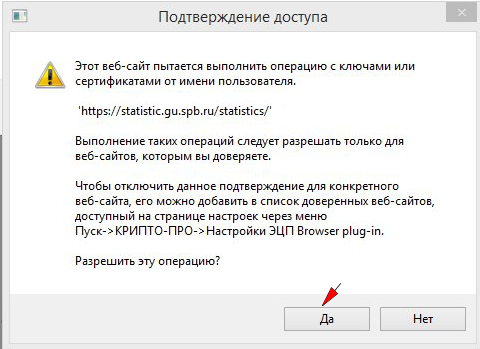 Подтверждение доступа
Этот веб-сайт пытается выполнить операцию с ключами или
сертификатами от имени пользователя.
'https://statistic.gu.spb.ru/statistics/'
Выполнение таких операций следует разрешать только для
веб-сайтов, которым вы доверяете.
Чтобы отключить данное подтверждение для конкретного
веб-сайта, его можно добавить в список доверенных веб-сайтов,
доступный на странице настроек через меню
Пуск->КРИПТО-ПРО->Настройки ЭЦП Browser plug-in.
Разрешить эту операцию?
Да
Нет